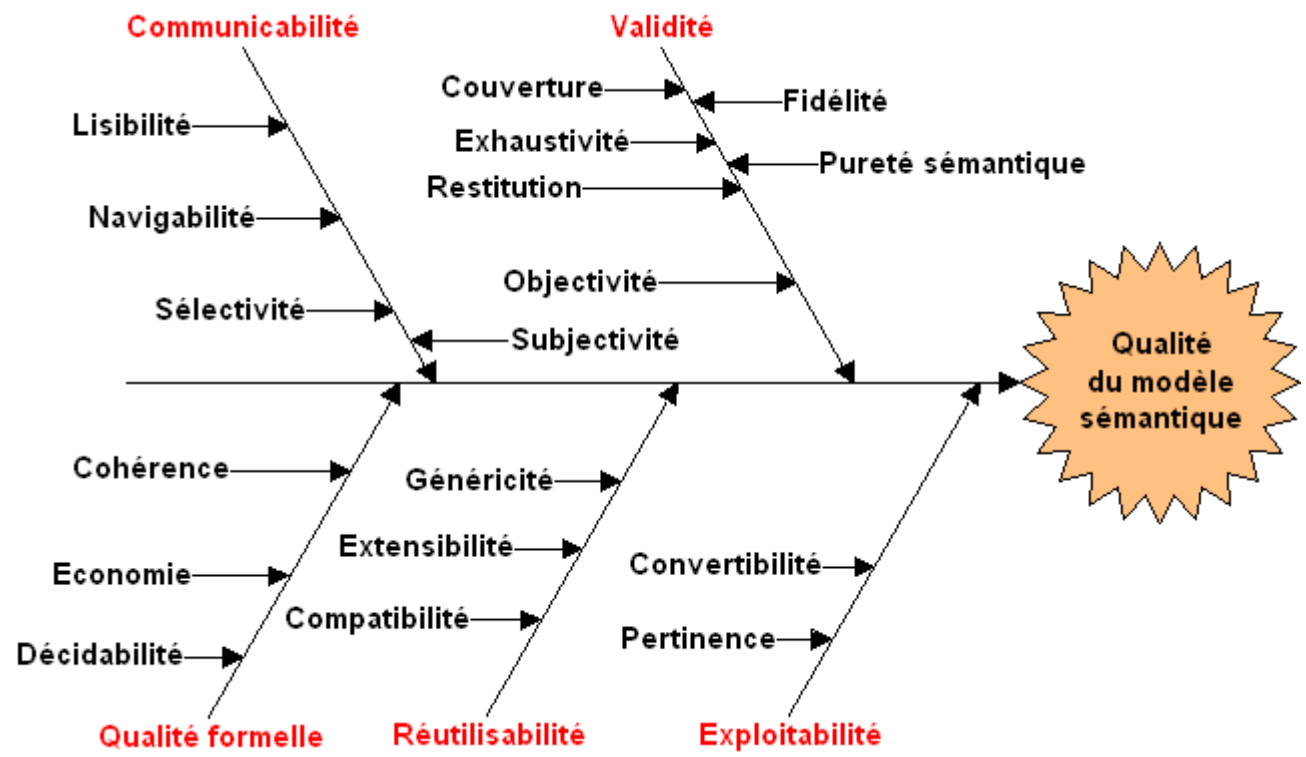 Communicabilité
Validité
Couverture
Fidélité
Lisibilité
Exhaustivité
Pureté sémantique
Restitution
Navigabilité
Objectivité
Sélectivité
Subjectivité
Qualité
du modèle
sémantique
Cohérence
Généricité
Extensibilité
Convertibilité
Economie
Compatibilité
Pertinence
Décidabilité
Qualité formelle
Réutilisabilité
Exploitabilité